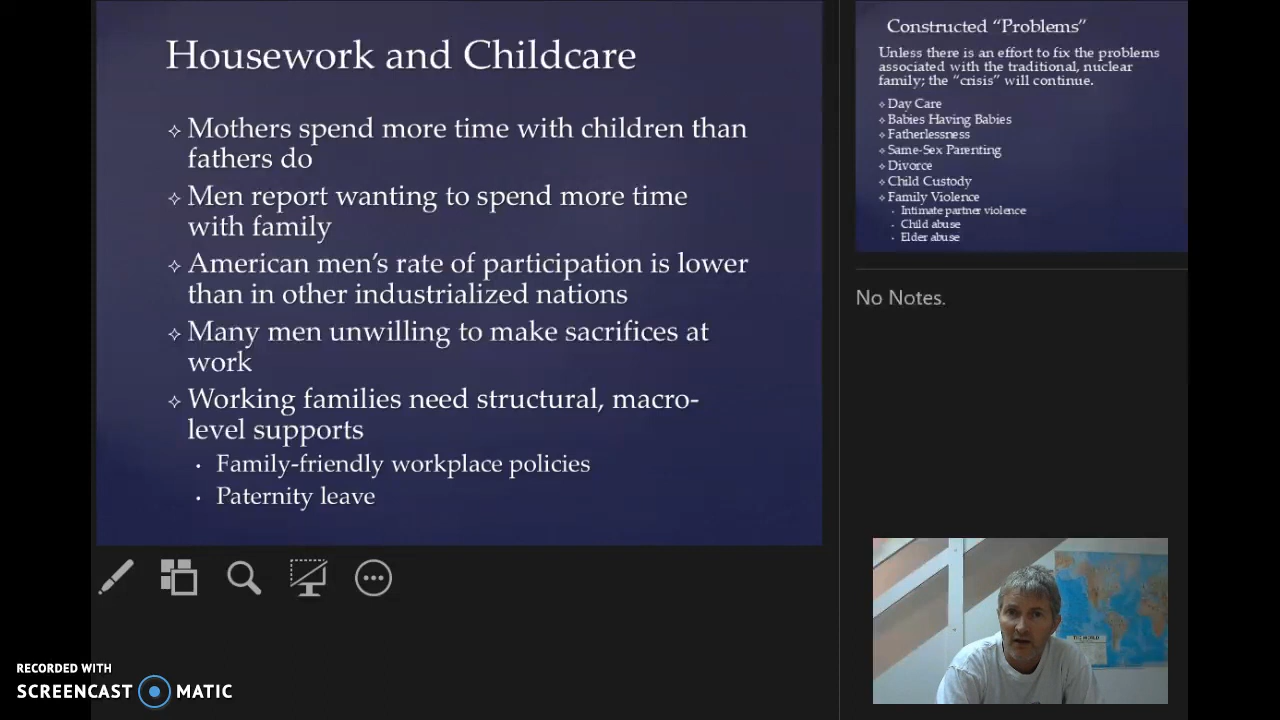 Housework and Childcare
✧ Mothers spend more time with children than
fathers do
✧ Men report wanting to spend more time
with family
✧ American men's rate of participation is lower
than in other industrialized nations
✧ Many men unwilling to make sacrifices at
work
✧ Working families need structural, macro-
level supports
• Family-friendly workplace policies
• Paternity leave
Constructed "Problems"
Unless there is an effort to fix the problems
associated with the traditional, nuclear
family; the "crisis" will continue.
✧ Day Care
✧ Babies Having Babies
✧ Fatherlessness
✧ Same-Sex Parenting
✧ Divorce
✧ Child Custody
✧ Family Violence
• Intimate partner violence
• Child abuse
• Elder abuse
No Notes.
THE WORLD
RECORDED WITH
SCREENCAST MATIC